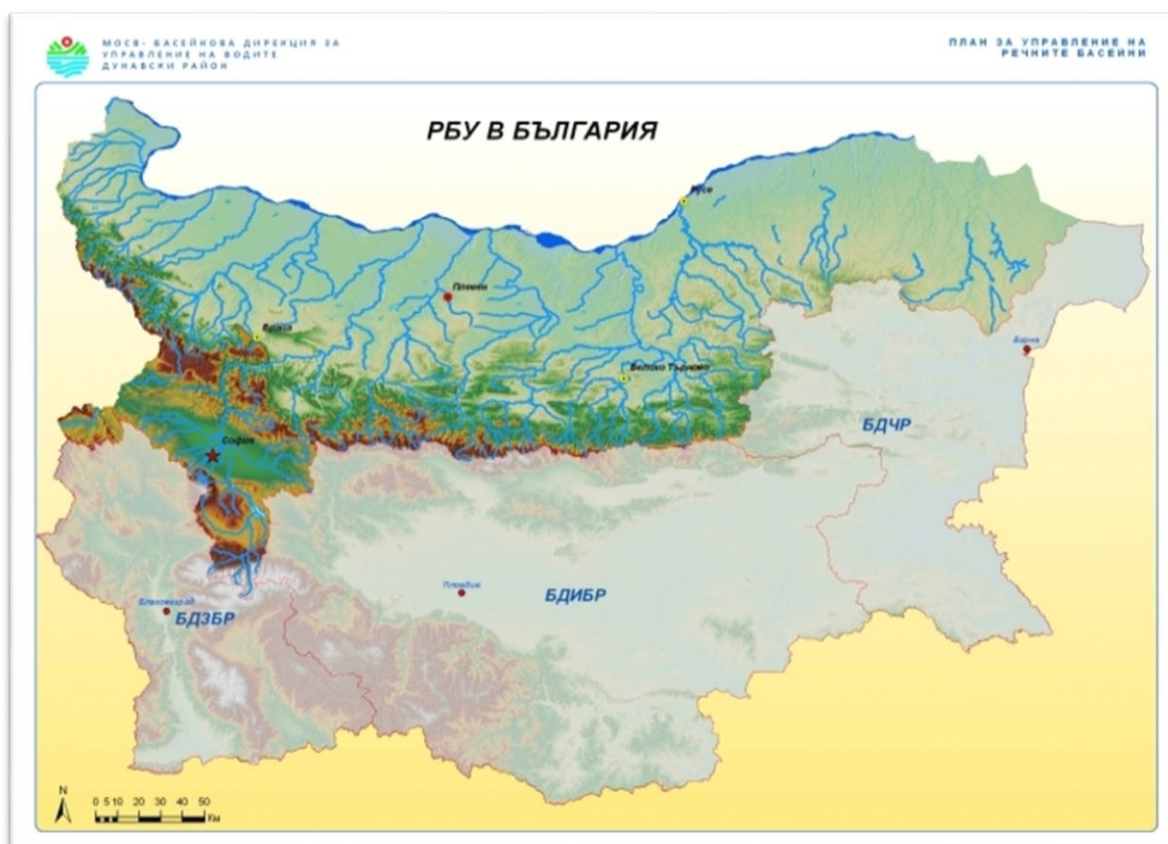 МОСВ- БАСЕЙНОВА ДИРЕКЦИЯ ЗА
УПРАВЛЕНИЕ НА ВОДИТЕ
ДУНАВСКИ РАЙОН
ПЛАН ЗА УПРАВЛЕНИЕ НА
РЕЧНИТЕ БАСЕЙНИ
РБУ В БЪЛГАРИЯ
Русе
Плевен
Враца
Варна
Велико Търново
БДЧР
София
Пловдив
БДИБР
Благоевград
БДЗБР
N
0 5 10 20 30 40 50
Км